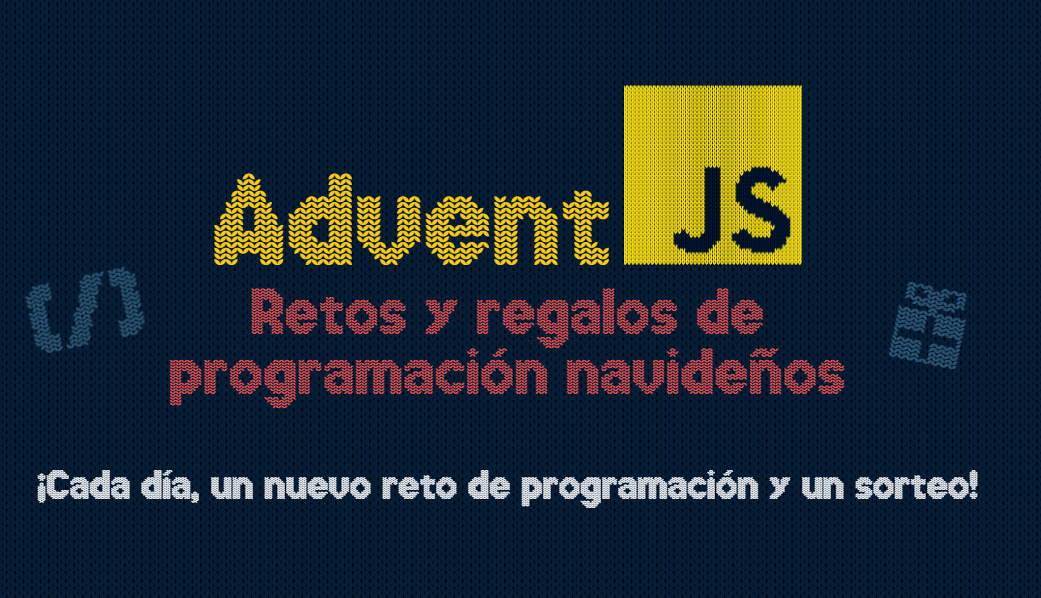 Advent JS
Retos y regalos de
programación navideños
¡Cada día, un nuevo reto de programación y un sorteo!